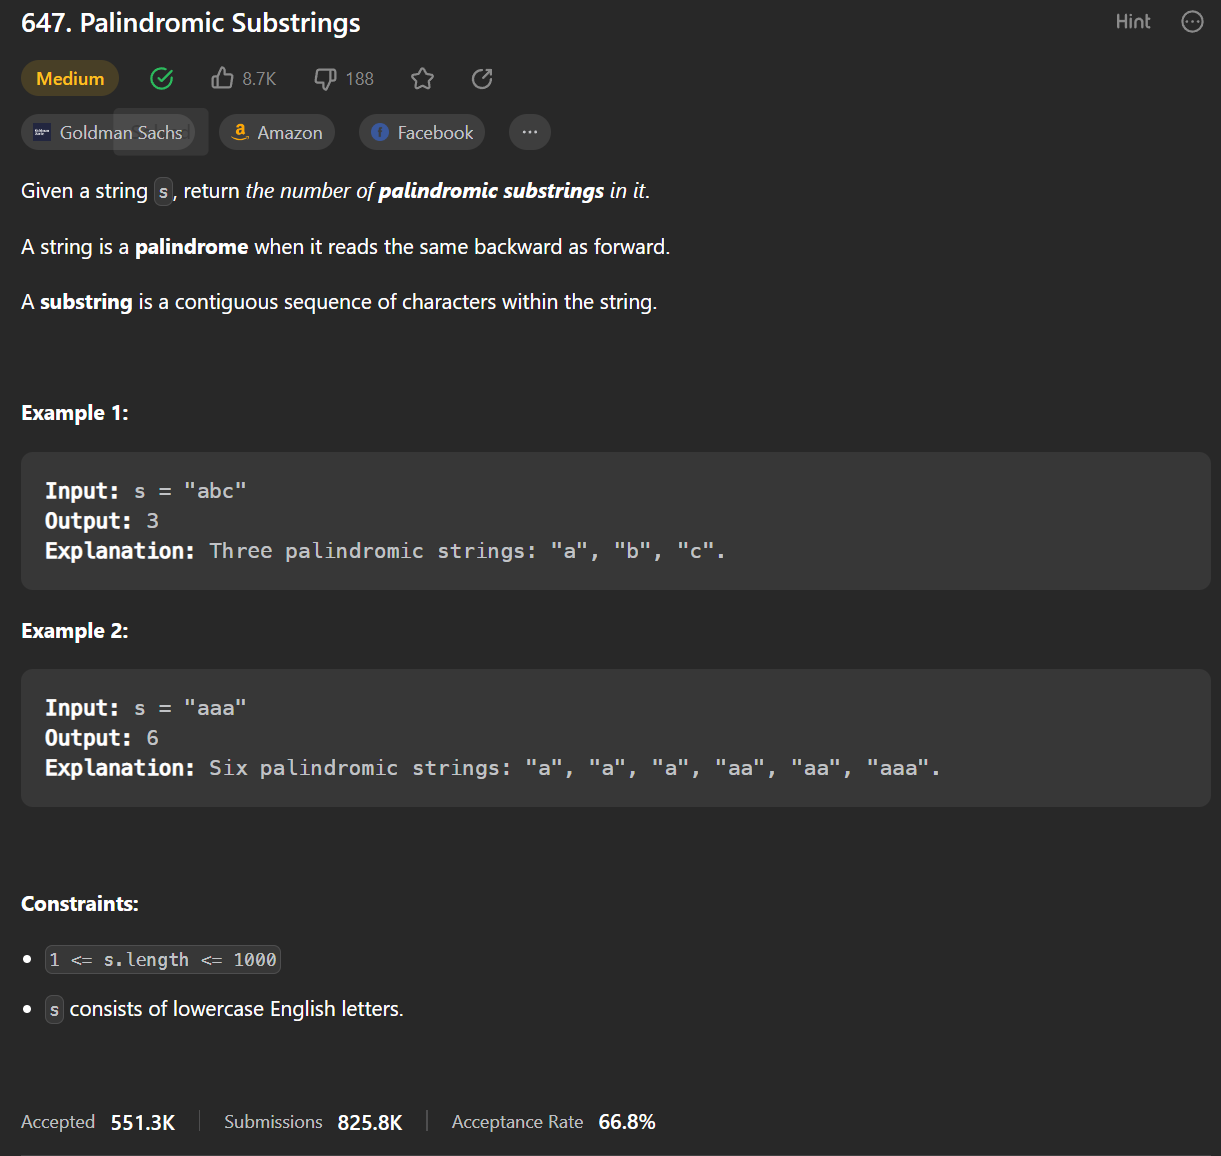 647. Palindromic Substrings
Hint
Medium 8.7K 188
Goldman Sachs Amazon Facebook ...
Given a string s, return the number of palindromic substrings in it.
A string is a palindrome when it reads the same backward as forward.
A substring is a contiguous sequence of characters within the string.
Example 1:
Input: s = "abc"
Output: 3
Explanation: Three palindromic strings: "a", "b", "c".
Example 2:
Input: s = "aaa"
Output: 6
Explanation: Six palindromic strings: "a", "a", "a", "aa", "aa", "aaa".
Constraints:
• 1 <= s.length <= 1000
• s consists of lowercase English letters.
Accepted 551.3K Submissions 825.8K Acceptance Rate 66.8%